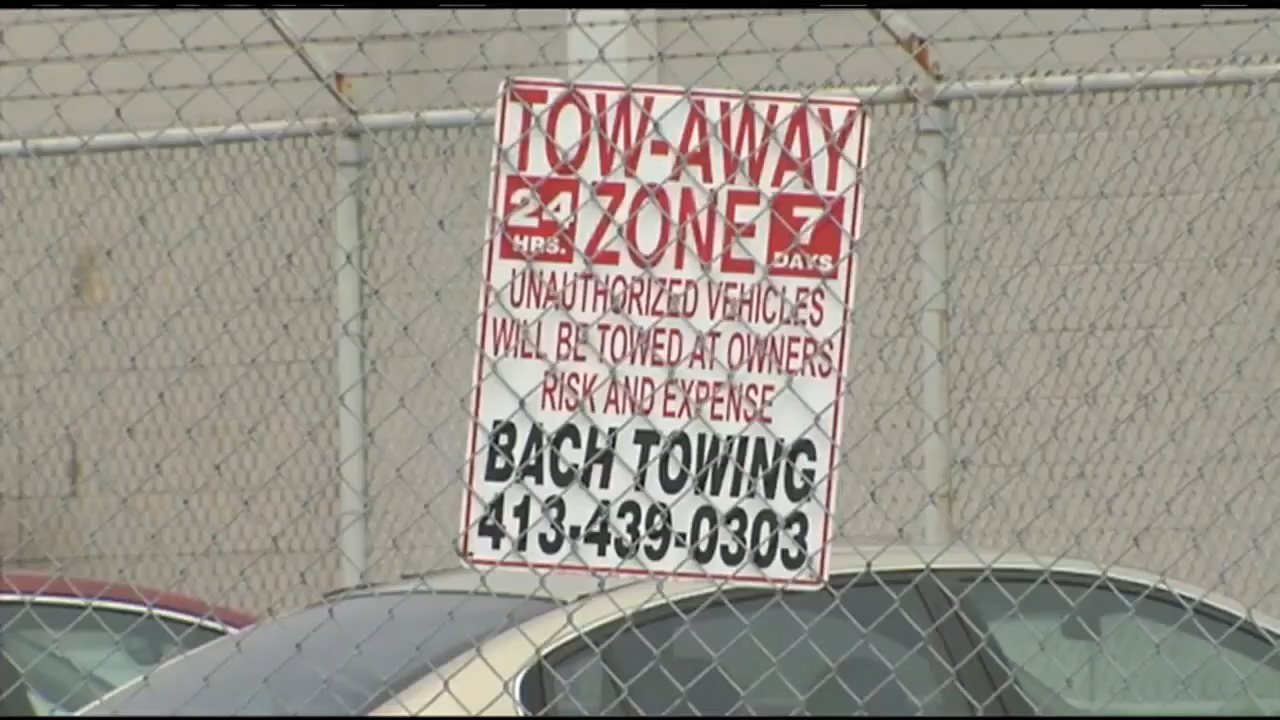 TOW-AWAY
24 HRS. ZONE 7 DAYS
UNAUTHORIZED VEHICLES
WILL BE TOWED AT OWNERS
RISK AND EXPENSE
BACH TOWING
413-439-0303